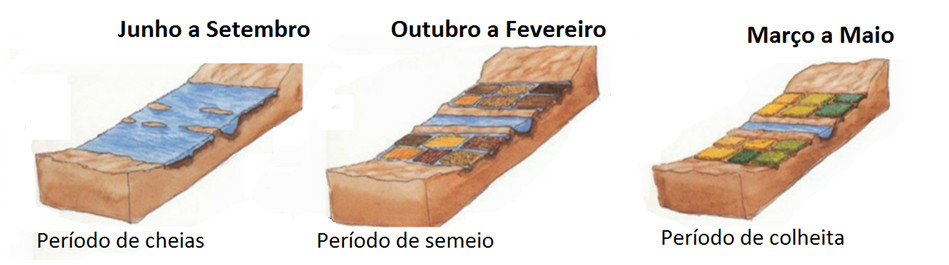 Junho a Setembro
Outubro a Fevereiro
Março a Maio
Período de cheias
Período de semeio
Período de colheita